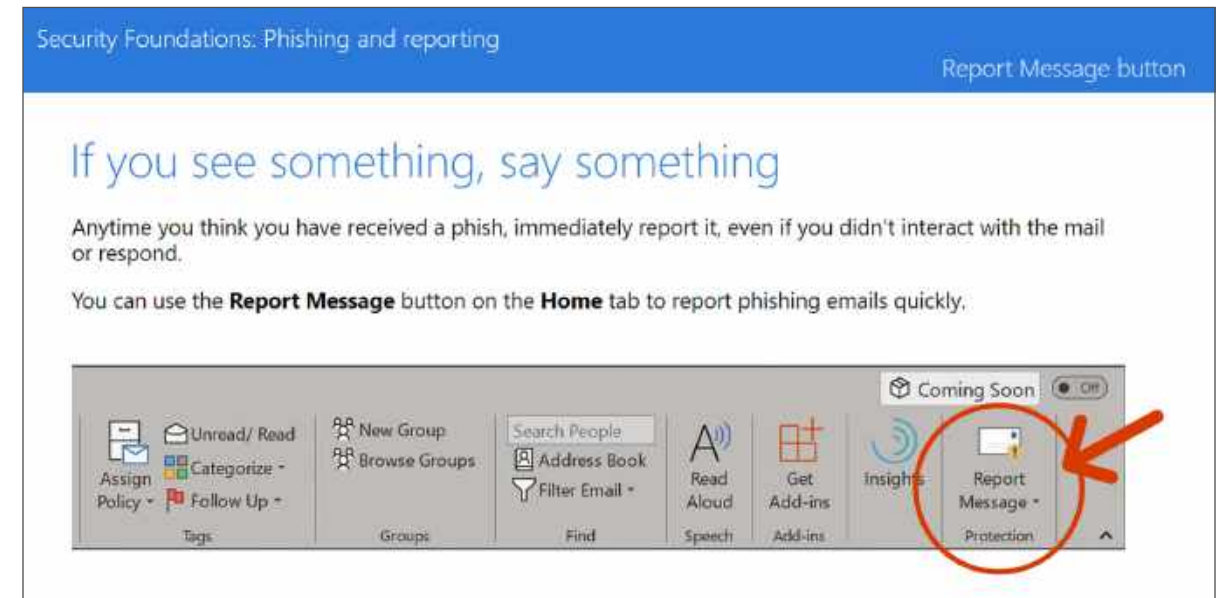 Security Foundations: Phishing and reporting
Report Message button
If you see something, say something
Anytime you think you have received a phish, immediately report it, even if you didn't interact with the mail
or respond.
You can use the Report Message button on the Home tab to report phishing emails quickly.
Coming Soon
Off
Assign
Policy
Unread/ Read
Categorize
Follow Up
Tags
New Group
Browse Groups
Groups
Search People
Address Book
Filter Email
Find
Read
Aloud
Speech
Get
Add-ins
Add-ins
Insights
Report
Message
Protection